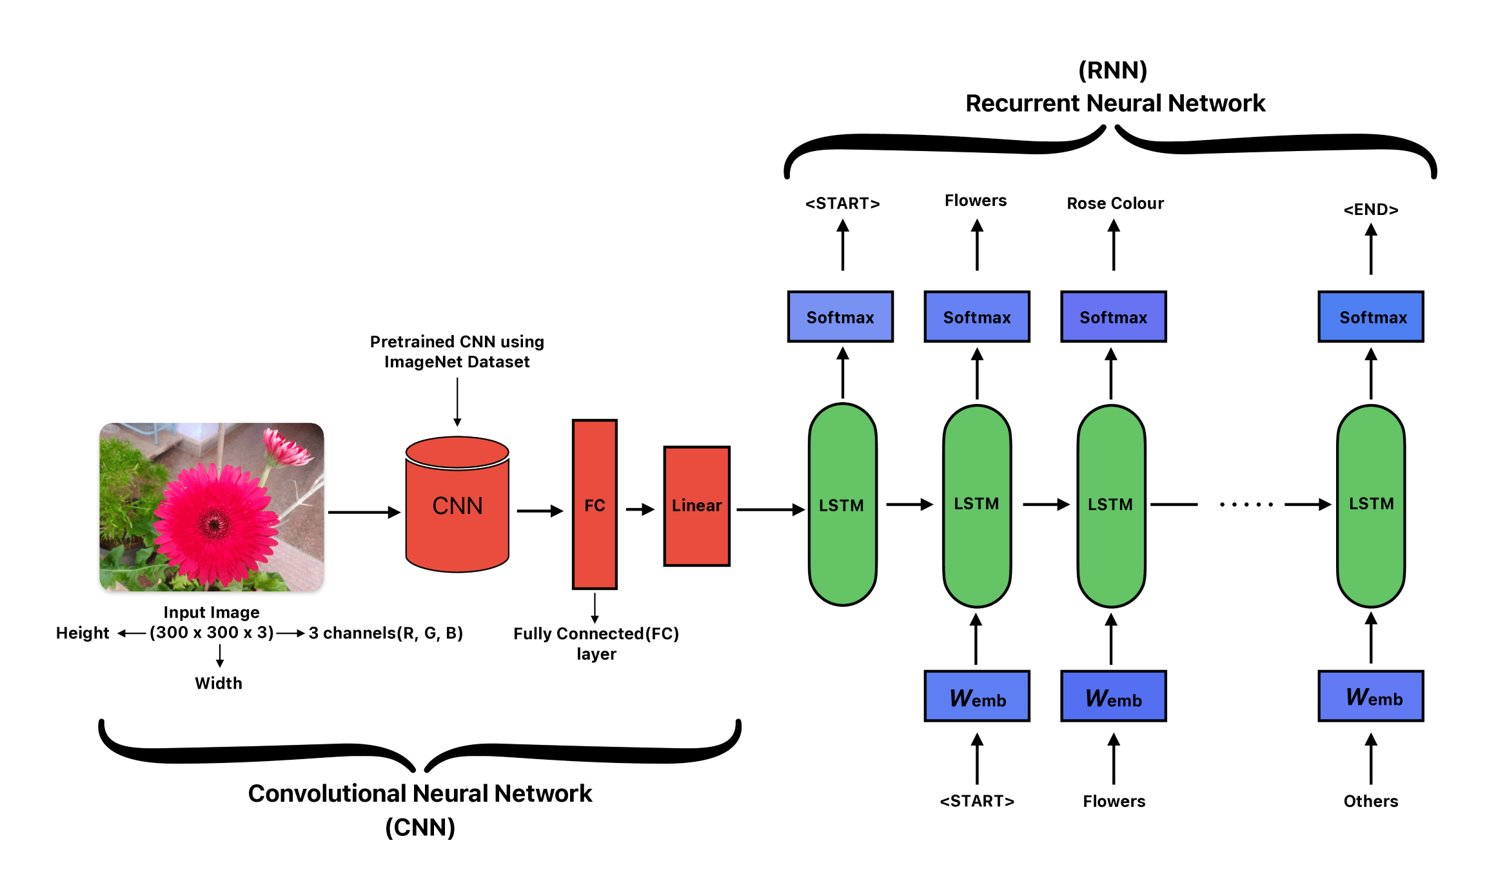 (RNN)
Recurrent Neural Network
<START>
Flowers
Rose Colour
<END>
Softmax
Softmax
Softmax
Softmax
Pretrained CNN using
ImageNet Dataset
CNN
FC
Linear
LSTM
LSTM
LSTM
......
LSTM
Input Image
Height
(300 x 300 x 3)
3 channels(R, G, B)
Width
Fully Connected(FC)
layer
Wemb
Wemb
Wemb
<START>
Flowers
Others
Convolutional Neural Network
(CNN)